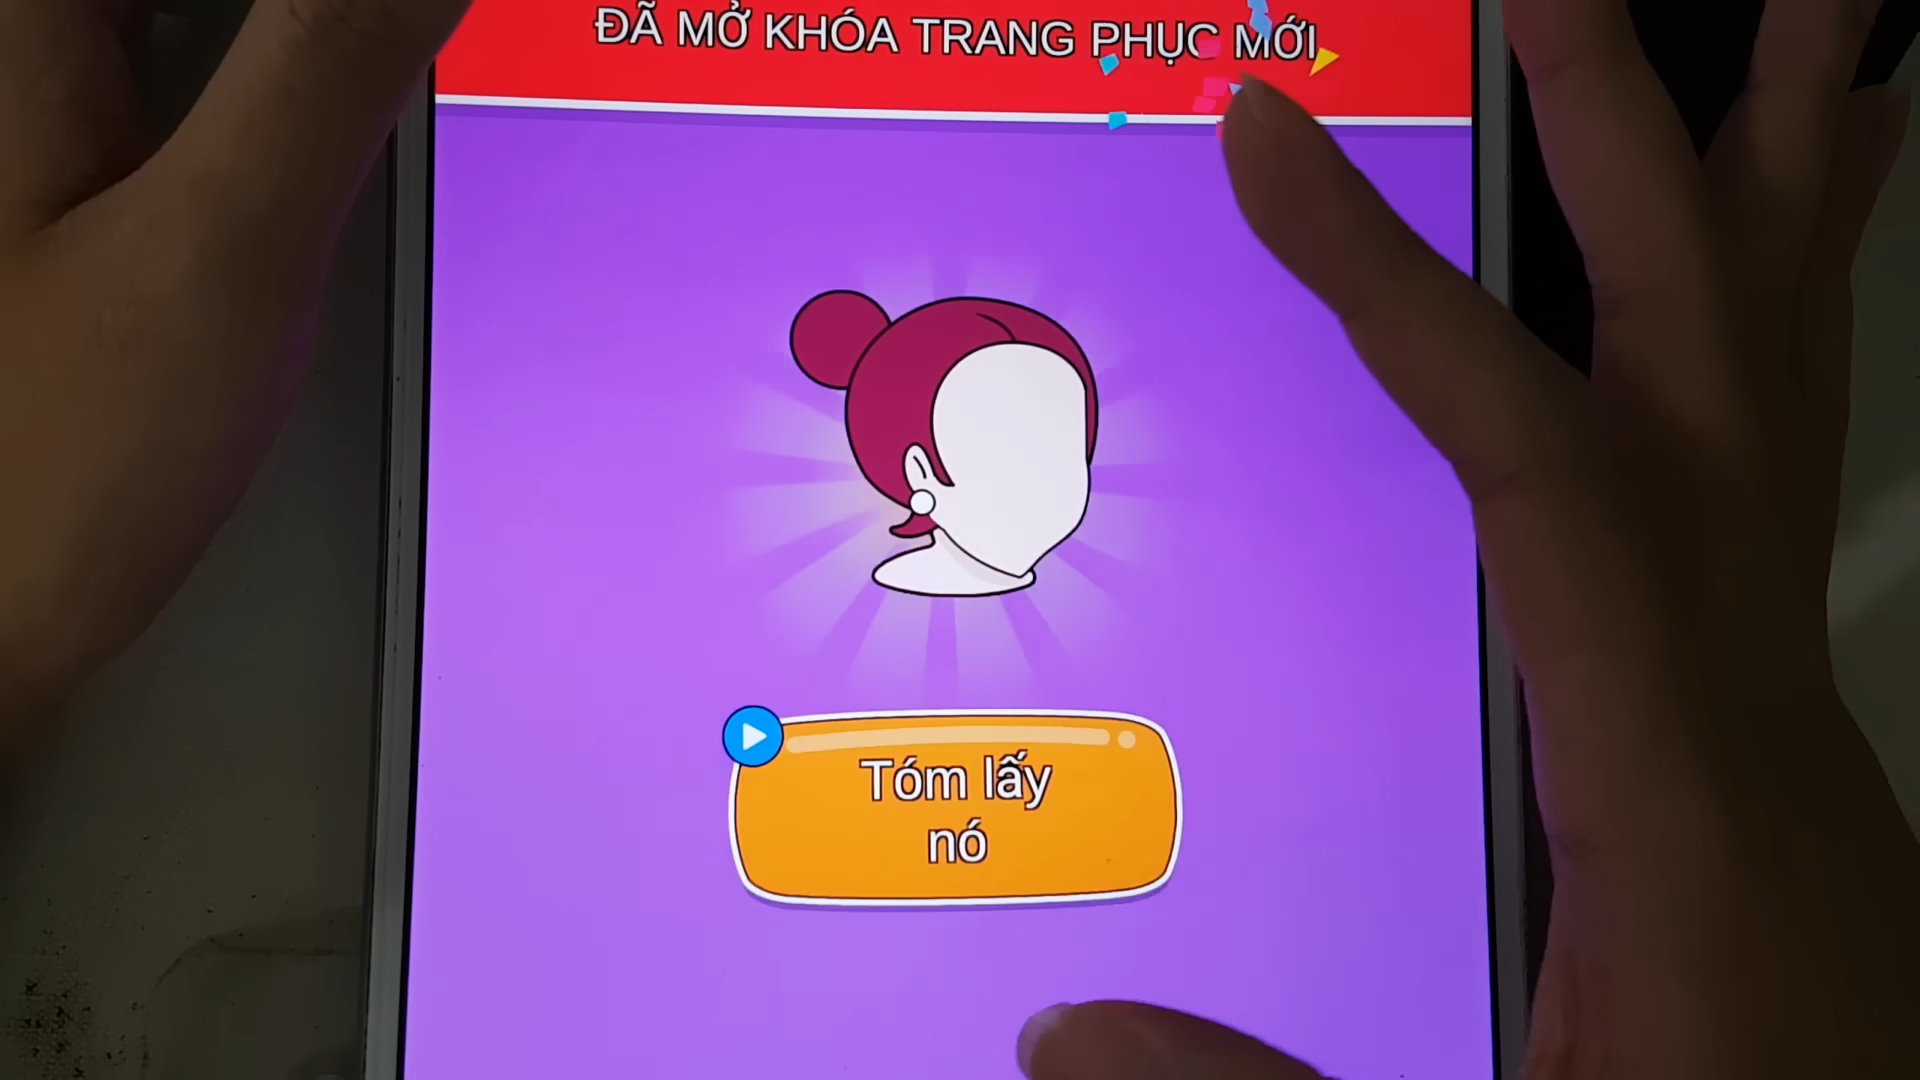 ĐÃ MỞ KHÓA TRANG PHỤC MỚI
Tóm lấy
nó